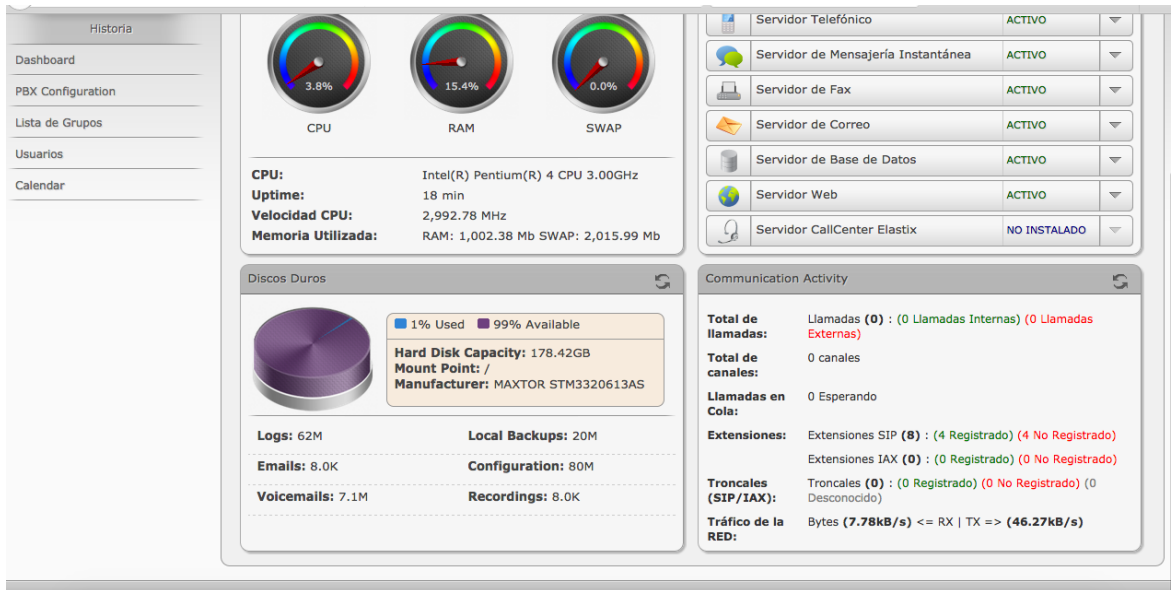 Historia
Dashboard
PBX Configuration
Lista de Grupos
Usuarios
Calendar
3.8%
15.4%
0.0%
CPU
RAM
SWAP
CPU: Intel(R) Pentium(R) 4 CPU 3.00GHz
Uptime: 18 min
Velocidad CPU: 2,992.78 MHz
Memoria Utilizada: RAM: 1,002.38 Mb SWAP: 2,015.99 Mb
Servidor Telefónico ACTIVO
Servidor de Mensajería Instantánea ACTIVO
Servidor de Fax ACTIVO
Servidor de Correo ACTIVO
Servidor de Base de Datos ACTIVO
Servidor Web ACTIVO
Servidor CallCenter Elastix NO INSTALADO
Discos Duros
1% Used 99% Available
Hard Disk Capacity: 178.42GB
Mount Point: /
Manufacturer: MAXTOR STM3320613AS
Logs: 62M Local Backups: 20M
Emails: 8.0K Configuration: 80M
Voicemails: 7.1M Recordings: 8.0K
Communication Activity
Total de llamadas: Llamadas (0) : (0 Llamadas Internas) (0 Llamadas
Externas)
Total de canales: 0 canales
Llamadas en Cola: 0 Esperando
Extensiones: Extensiones SIP (8) : (4 Registrado) (4 No Registrado)
Extensiones IAX (0) : (0 Registrado) (0 No Registrado)
Troncales (SIP/IAX): Troncales (0) : (0 Registrado) (0 No Registrado) (0
Desconocido)
Tráfico de la RED: Bytes (7.78kB/s) <= RX | TX => (46.27kB/s)